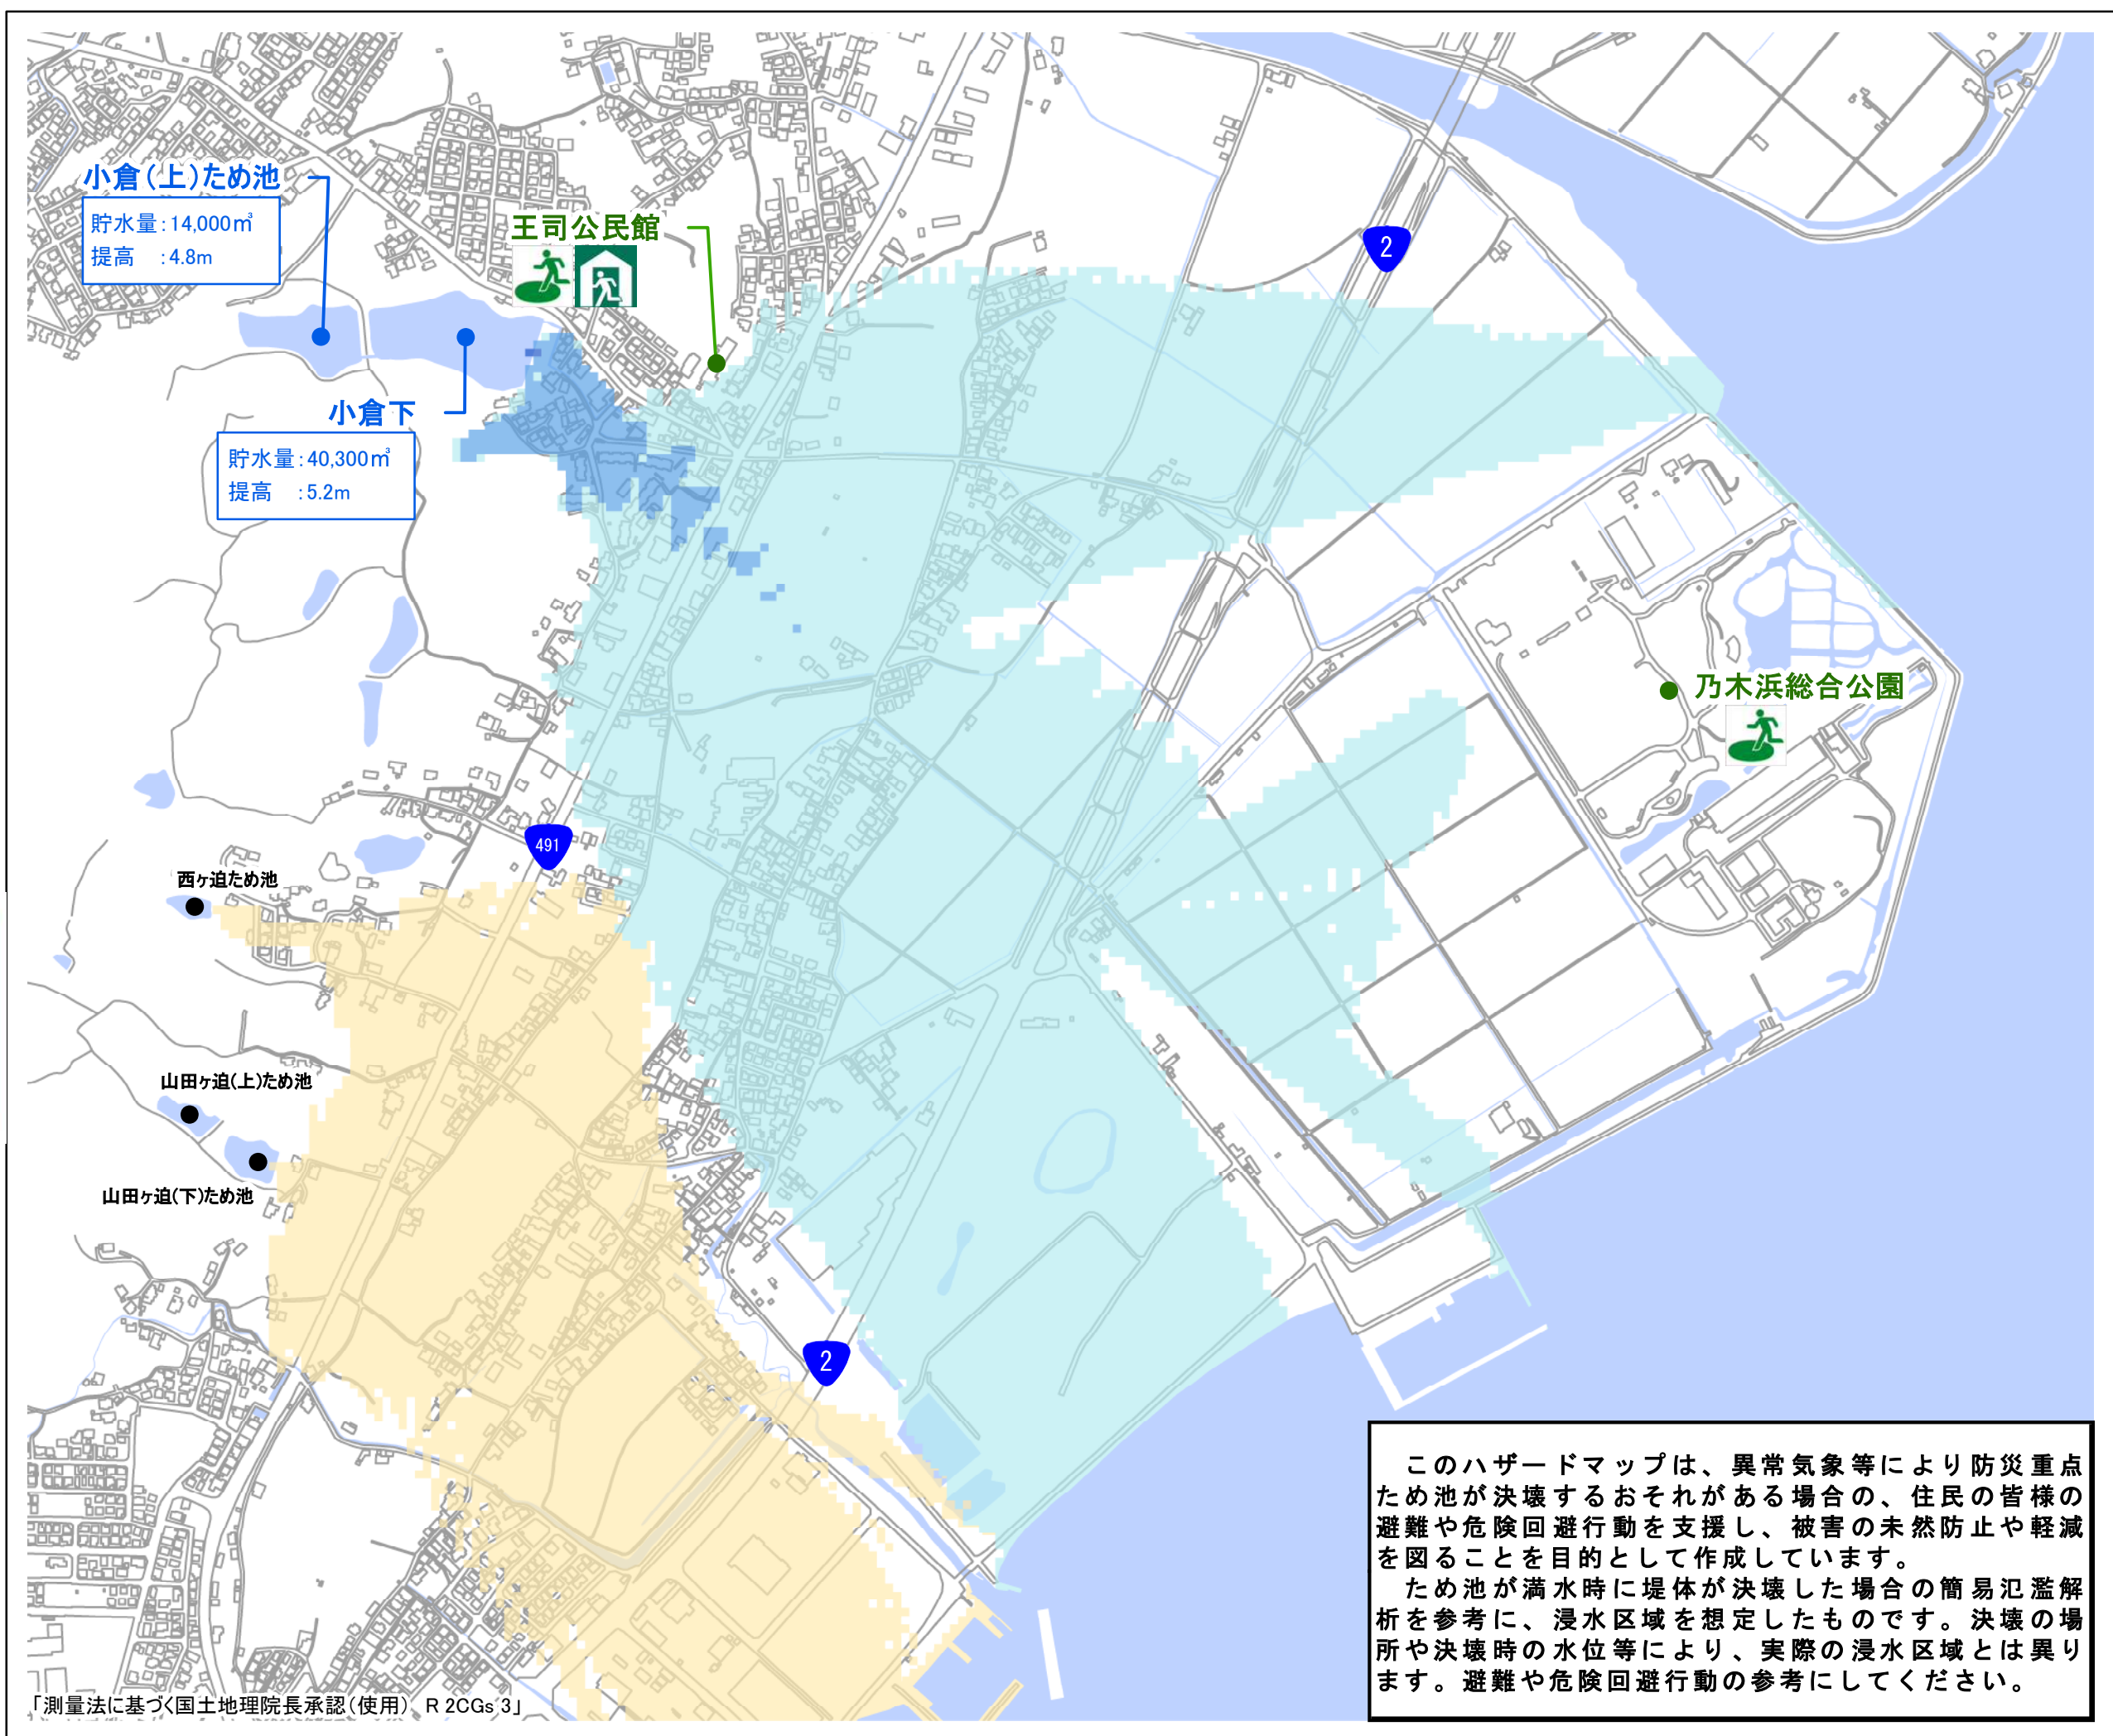 小倉(上)ため池
貯水量:14,000㎥
提高 :4.8m
王司公民館
2
小倉下
貯水量:40,300㎥
提高 :5.2m
乃木浜総合公園
491
西ヶ迫ため池
山田ヶ迫(上)ため池
山田ヶ迫(下)ため池
2
このハザードマップは、異常気象等により防災重点
ため池が決壊するおそれがある場合の、住民の皆様の
避難や危険回避行動を支援し、被害の未然防止や軽減
を図ることを目的として作成しています。
ため池が満水時に堤体が決壊した場合の簡易氾濫解
析を参考に、浸水区域を想定したものです。決壊の場
所や決壊時の水位等により、実際の浸水区域とは異り
ます。避難や危険回避行動の参考にしてください。
「測量法に基づく国土地理院長承認(使用) R 2CGs 3」